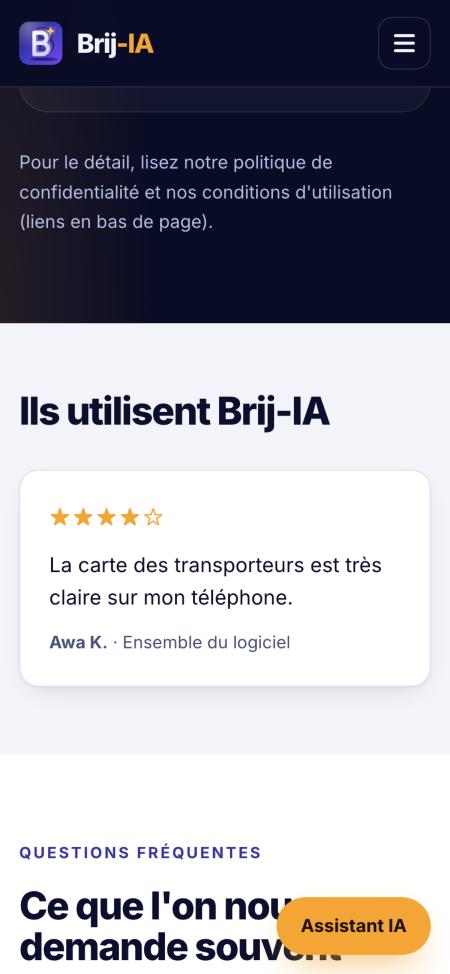 Brij-IA
Pour le détail, lisez notre politique de
confidentialité et nos conditions d'utilisation
(liens en bas de page).
Ils utilisent Brij-IA
★★★★☆
La carte des transporteurs est très
claire sur mon téléphone.
Awa K. · Ensemble du logiciel
QUESTIONS FRÉQUENTES
Ce que l'on nous
demande souvent
Assistant IA